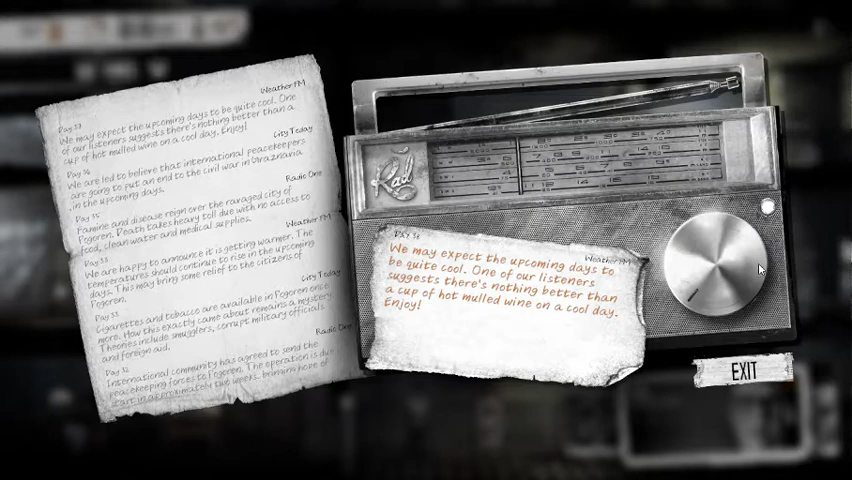 Weather FM
Day 37
We may expect the upcoming days to be quite cool. One
of our listeners suggests there's nothing better than a
cup of hot mulled wine on a cool day. Enjoy!
City Today
We are led to believe that international peacekeepers
are going to put an end to the civil war in Graznavia
in the upcoming days.
Radio One
Day 35
Famine and disease reign over the ravaged city of
Pogoren. Death takes heavy toll due with no access to
food, clean water and medical supplies.
Weather FM
Day 33
We are happy to announce it is getting warmer. The
temperatures should continue to rise in the upcoming
days. This may bring some relief to the citizens of
Pogoren.
City Today
Day 33
Cigarettes and tobacco are available in Pogoren once
more. How this exactly came about remains a mystery.
Theories include smugglers, corrupt military officials
and foreign aid.
Radio One
Day 32
International community has agreed to send the
peacekeeping forces to Pogoren. The operation is due
start in approximately two weeks, bringing hope of
Rad
Weather FM
We may expect the upcoming days to
be quite cool. One of our listeners
suggests there's nothing better than
a cup of hot mulled wine on a cool day.
Enjoy!
EXIT